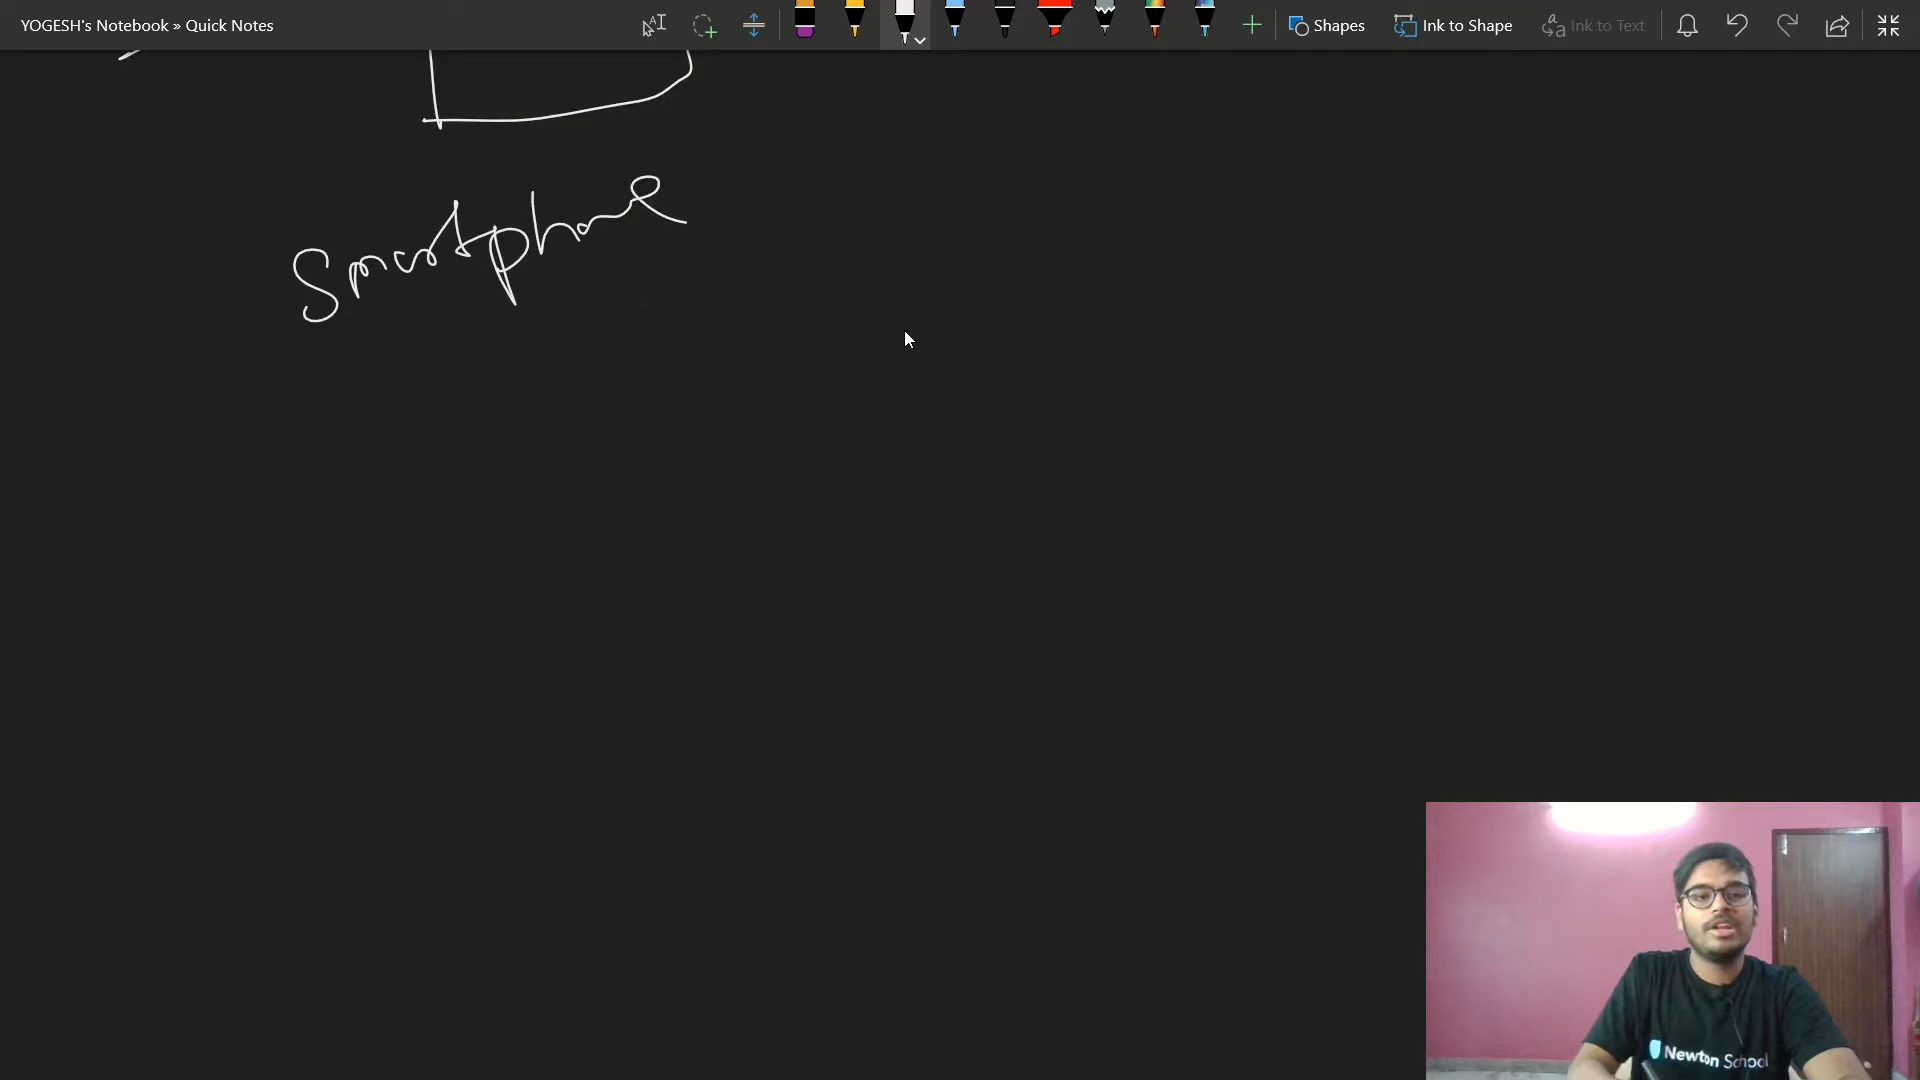 YOGESH's Notebook » Quick Notes
Shapes
Ink to Shape
Ink to Text
Smartphone
Newton School